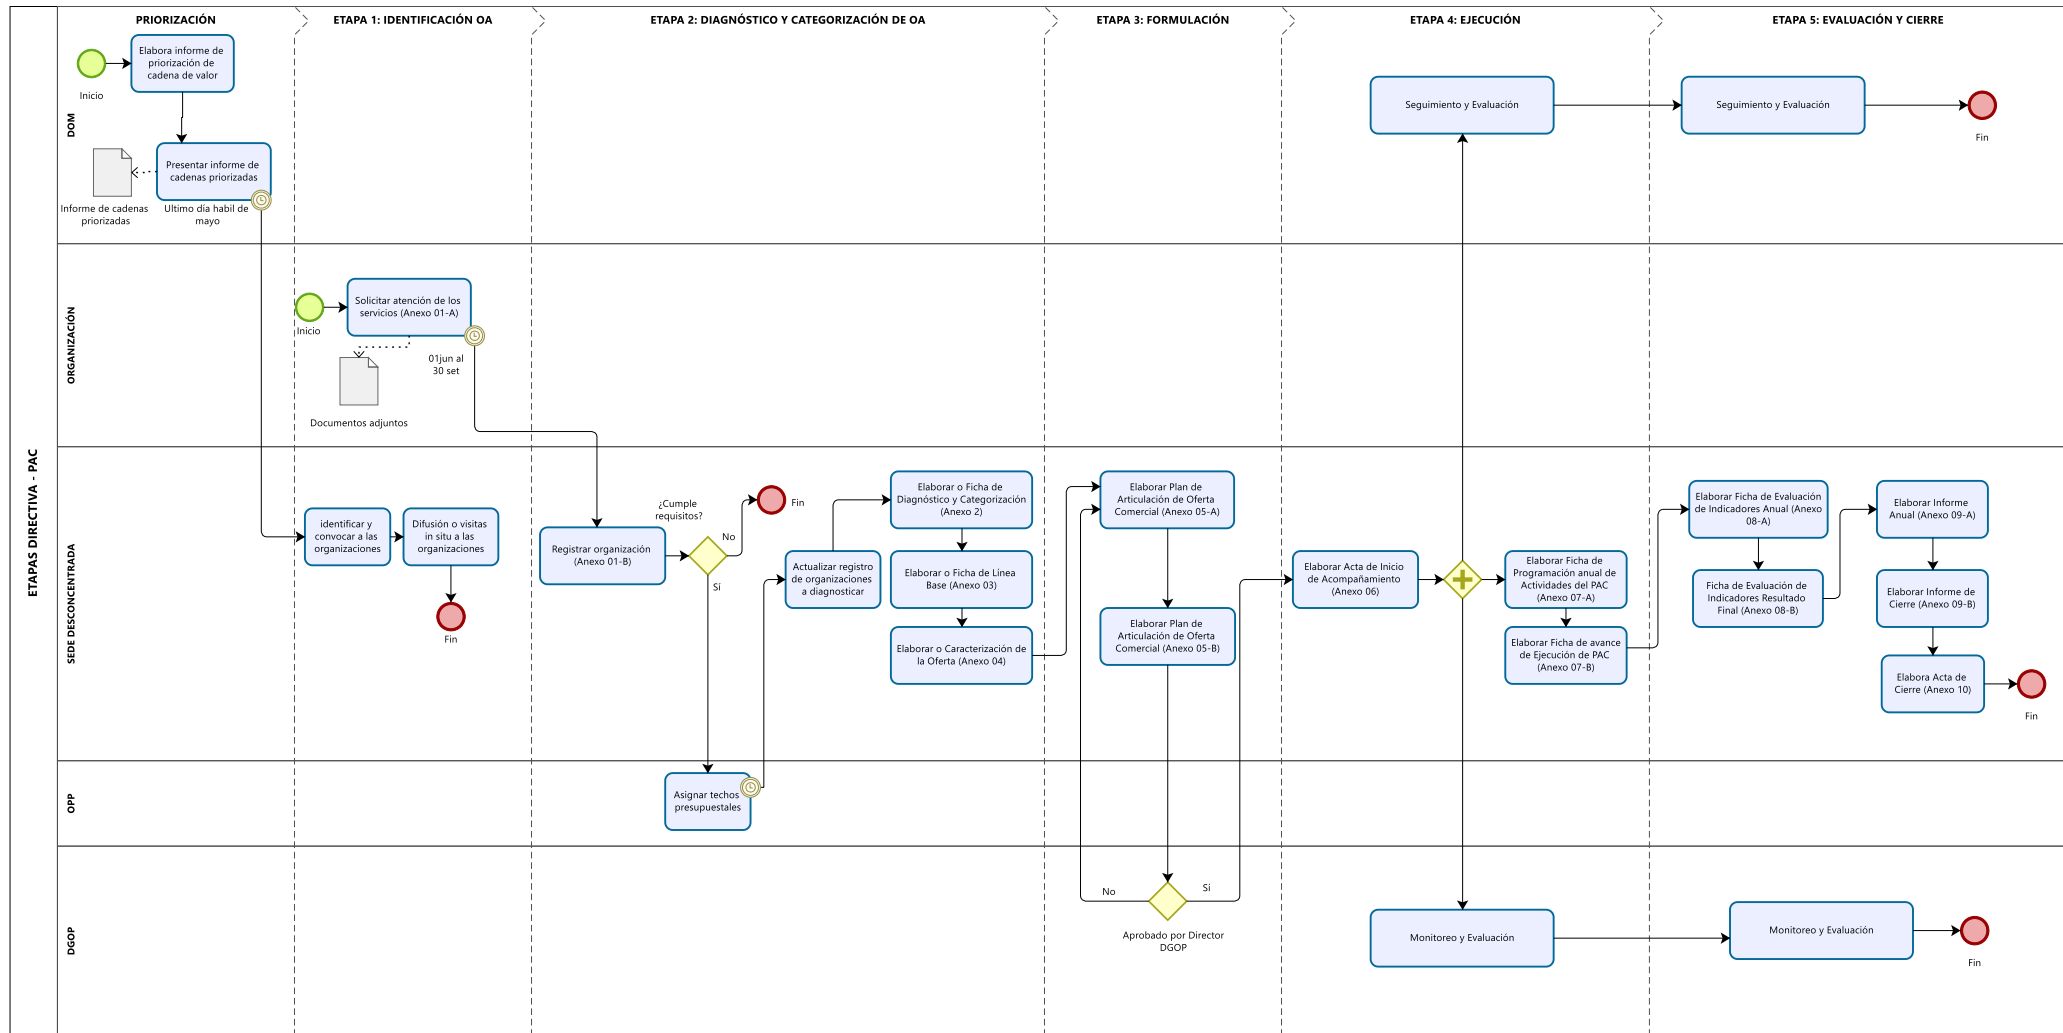 ETAPAS DIRECTIVA - PAC
PRIORIZACIÓN
ETAPA 1: IDENTIFICACIÓN OA
ETAPA 2: DIAGNÓSTICO Y CATEGORIZACIÓN DE OA
ETAPA 3: FORMULACIÓN
ETAPA 4: EJECUCIÓN
ETAPA 5: EVALUACIÓN Y CIERRE
DOM
Inicio
Elabora informe de
priorización de
cadena de valor
Presentar informe de
cadenas priorizadas
Informe de cadenas
priorizadas
Ultimo día habil de
mayo
Seguimiento y Evaluación
Seguimiento y Evaluación
Fin
ORGANIZACIÓN
Inicio
Solicitar atención de los
servicios (Anexo 01-A)
01jun al
30 set
Documentos adjuntos
SEDE DESCONCENTRADA
identificar y
convocar a las
organizaciones
Difusión o visitas
in situ a las
organizaciones
Fin
Registrar organización
(Anexo 01-B)
¿Cumple
requisitos?
No
Sí
Fin
Actualizar registro
de organizaciones
a diagnosticar
Elaborar o Ficha de
Diagnóstico y Categorización
(Anexo 2)
Elaborar o Ficha de Línea
Base (Anexo 03)
Elaborar o Caracterización de
la Oferta (Anexo 04)
Elaborar Plan de
Articulación de Oferta
Comercial (Anexo 05-A)
Elaborar Plan de
Articulación de Oferta
Comercial (Anexo 05-B)
Elaborar Acta de Inicio
de Acompañamiento
(Anexo 06)
Elaborar Ficha de
Programación anual de
Actividades del PAC
(Anexo 07-A)
Elaborar Ficha de avance
de Ejecución de PAC
(Anexo 07-B)
Elaborar Ficha de Evaluación
de Indicadores Anual (Anexo
08-A)
Ficha de Evaluación de
Indicadores Resultado
Final (Anexo 08-B)
Elaborar Informe
Anual (Anexo 09-A)
Elaborar Informe de
Cierre (Anexo 09-B)
Elabora Acta de
Cierre (Anexo 10)
Fin
OPP
Asignar techos
presupuestales
DGOP
No
Si
Aprobado por Director
DGOP
Monitoreo y Evaluación
Monitoreo y Evaluación
Fin